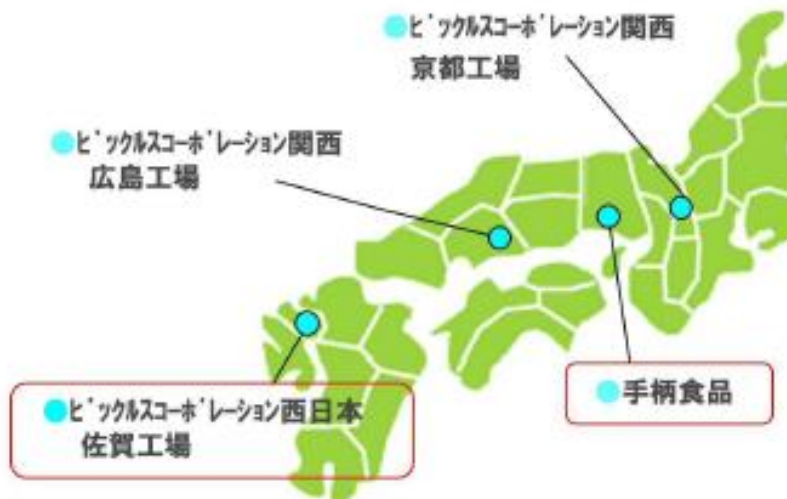 ●ﾋﾟｯｸﾙｽｺｰﾎﾟﾚｰｼｮﾝ関西
京都工場
●ﾋﾟｯｸﾙｽｺｰﾎﾟﾚｰｼｮﾝ関西
広島工場
●手柄食品
●ﾋﾟｯｸﾙｽｺｰﾎﾟﾚｰｼｮﾝ西日本
佐賀工場